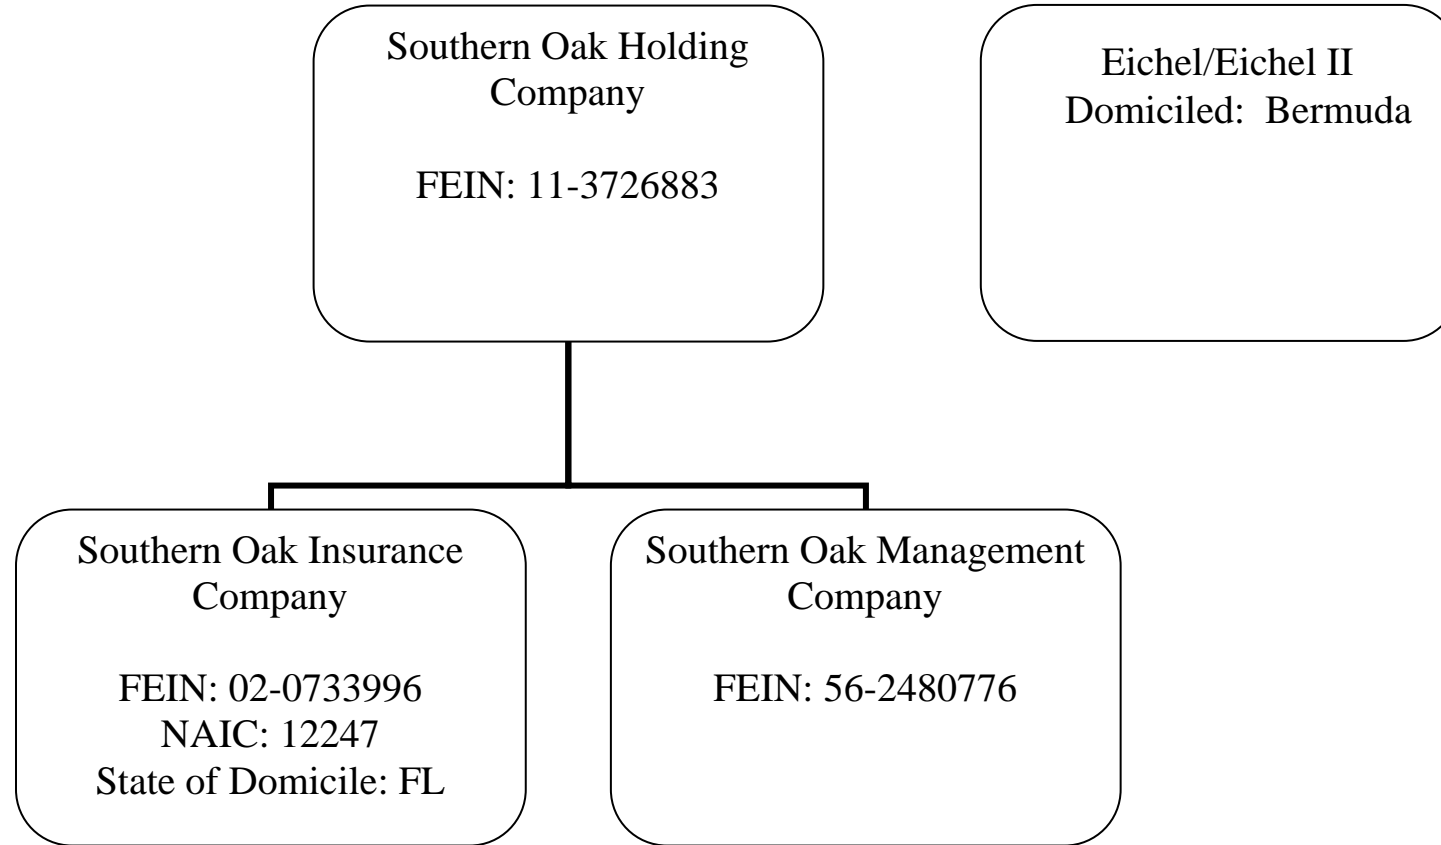 Southern Oak Holding
Company
FEIN: 11-3726883
Eichel/Eichel II
Domiciled: Bermuda
Southern Oak Insurance
Company
FEIN: 02-0733996
NAIC: 12247
State of Domicile: FL
Southern Oak Management
Company
FEIN: 56-2480776